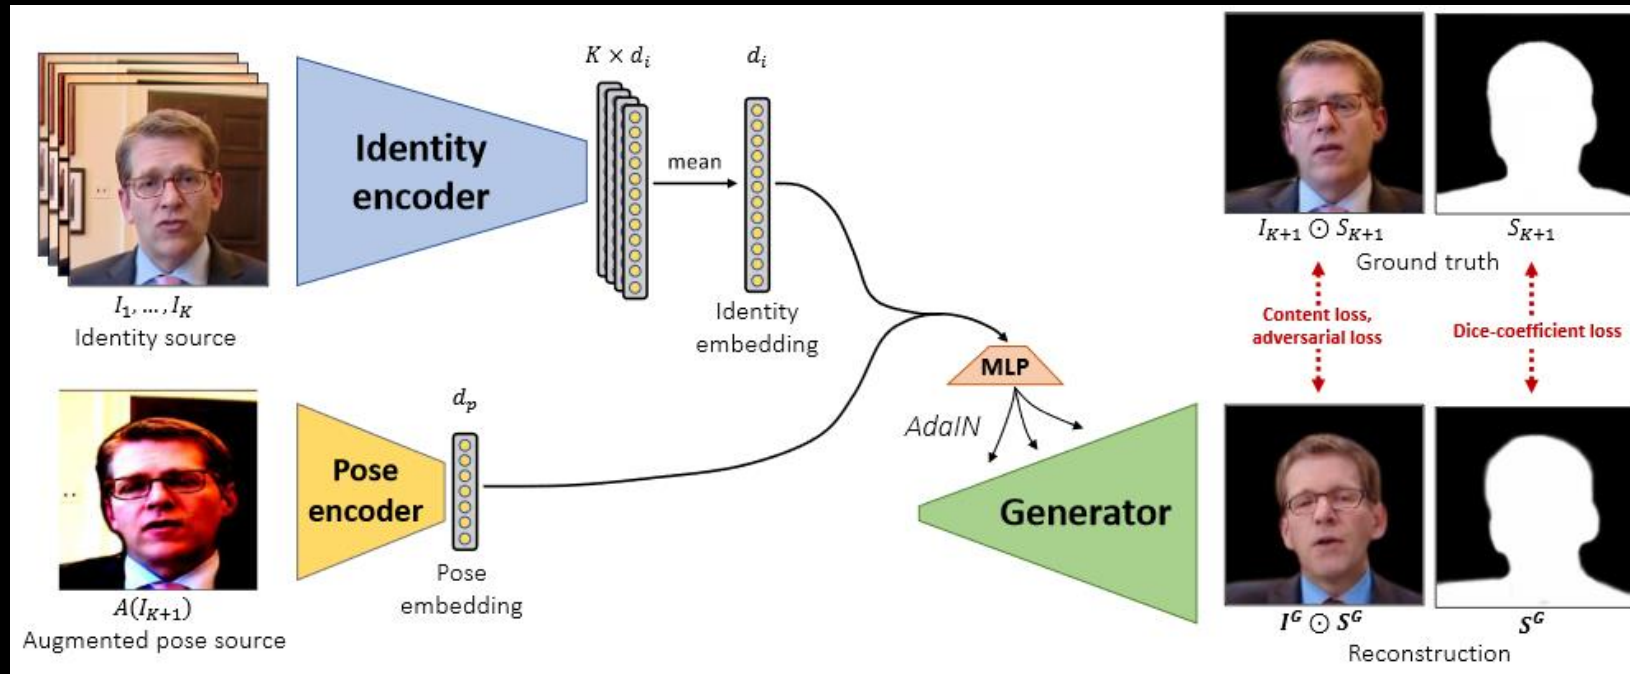 K × d_i
d_i
Identity
encoder
mean
I_1, … , I_K
Identity source
Identity
embedding
I_{K+1} ⊙ S_{K+1}
S_{K+1}
Ground truth
Content loss,
adversarial loss
Dice-coefficient loss
MLP
AdaIN
d_p
Pose
encoder
Pose
embedding
Generator
A(I_{K+1})
Augmented pose source
I^G ⊙ S^G
S^G
Reconstruction